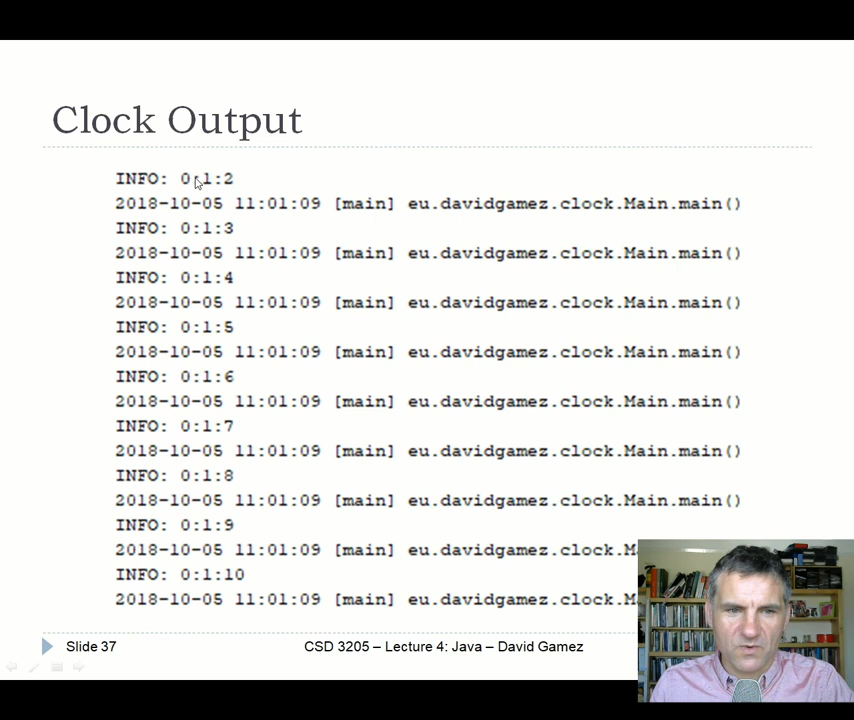 Clock Output
INFO: 0:1:2
2018-10-05 11:01:09 [main] eu.davidgamez.clock.Main.main()
INFO: 0:1:3
2018-10-05 11:01:09 [main] eu.davidgamez.clock.Main.main()
INFO: 0:1:4
2018-10-05 11:01:09 [main] eu.davidgamez.clock.Main.main()
INFO: 0:1:5
2018-10-05 11:01:09 [main] eu.davidgamez.clock.Main.main()
INFO: 0:1:6
2018-10-05 11:01:09 [main] eu.davidgamez.clock.Main.main()
INFO: 0:1:7
2018-10-05 11:01:09 [main] eu.davidgamez.clock.Main.main()
INFO: 0:1:8
2018-10-05 11:01:09 [main] eu.davidgamez.clock.Main.main()
INFO: 0:1:9
2018-10-05 11:01:09 [main] eu.davidgamez.clock.M
INFO: 0:1:10
2018-10-05 11:01:09 [main] eu.davidgamez.clock.M
Slide 37
CSD 3205 – Lecture 4: Java – David Gamez